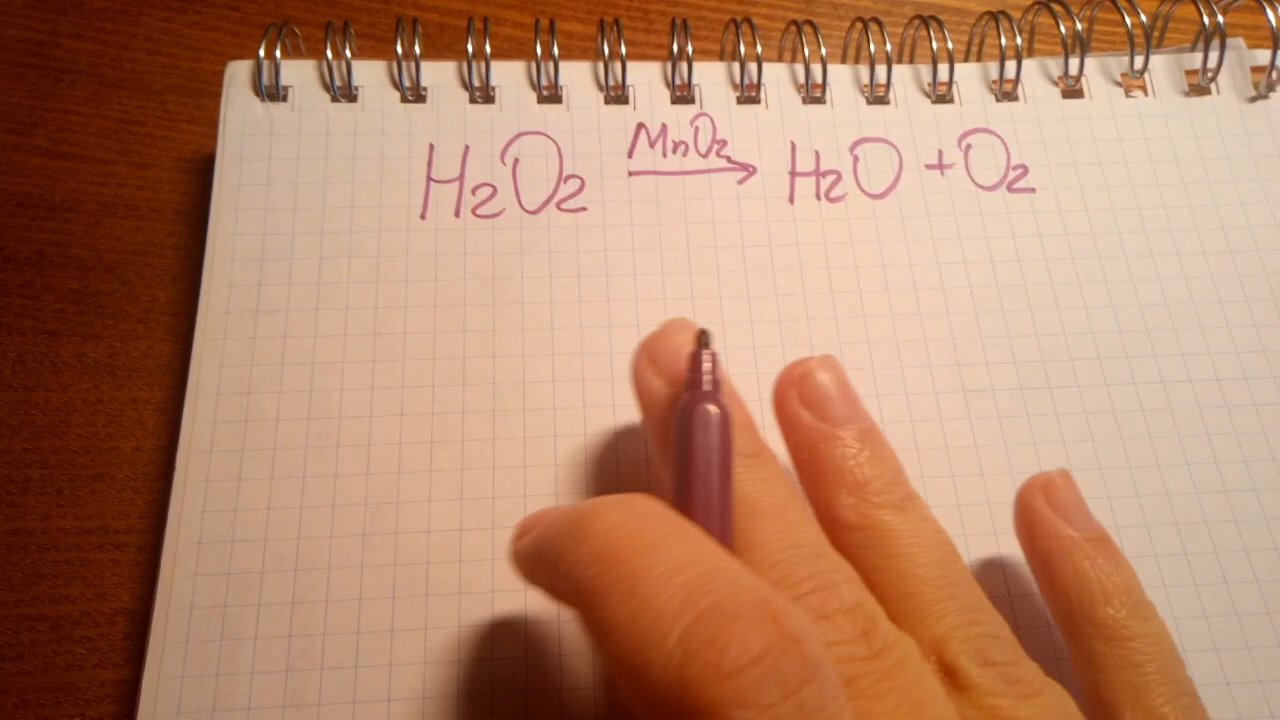 H₂O₂ MnO₂→ H₂O + O₂